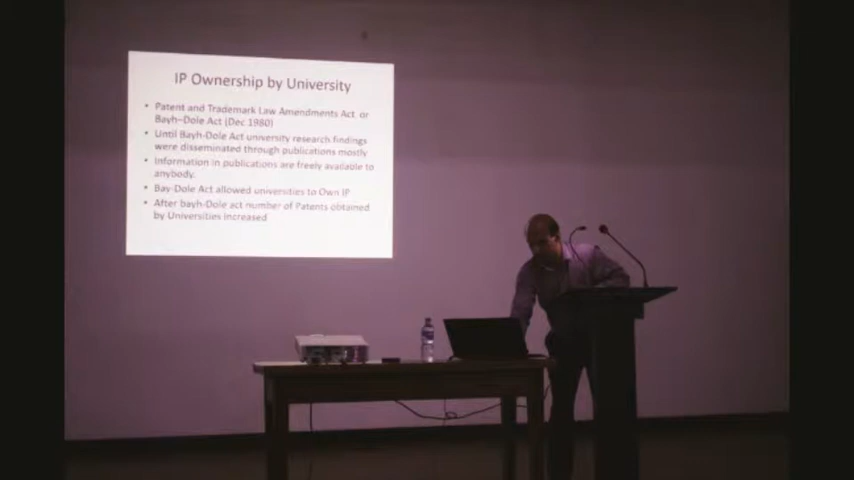 IP Ownership by University
• Patent and Trademark Law Amendments Act or
Bayh–Dole Act (Dec 1980)
• Until Bayh-Dole Act university research findings
were disseminated through publications mostly
• Information in publications are freely available to
anybody.
• Bay-Dole Act allowed universities to Own IP
• After bayh-Dole act number of Patents obtained
by Universities increased